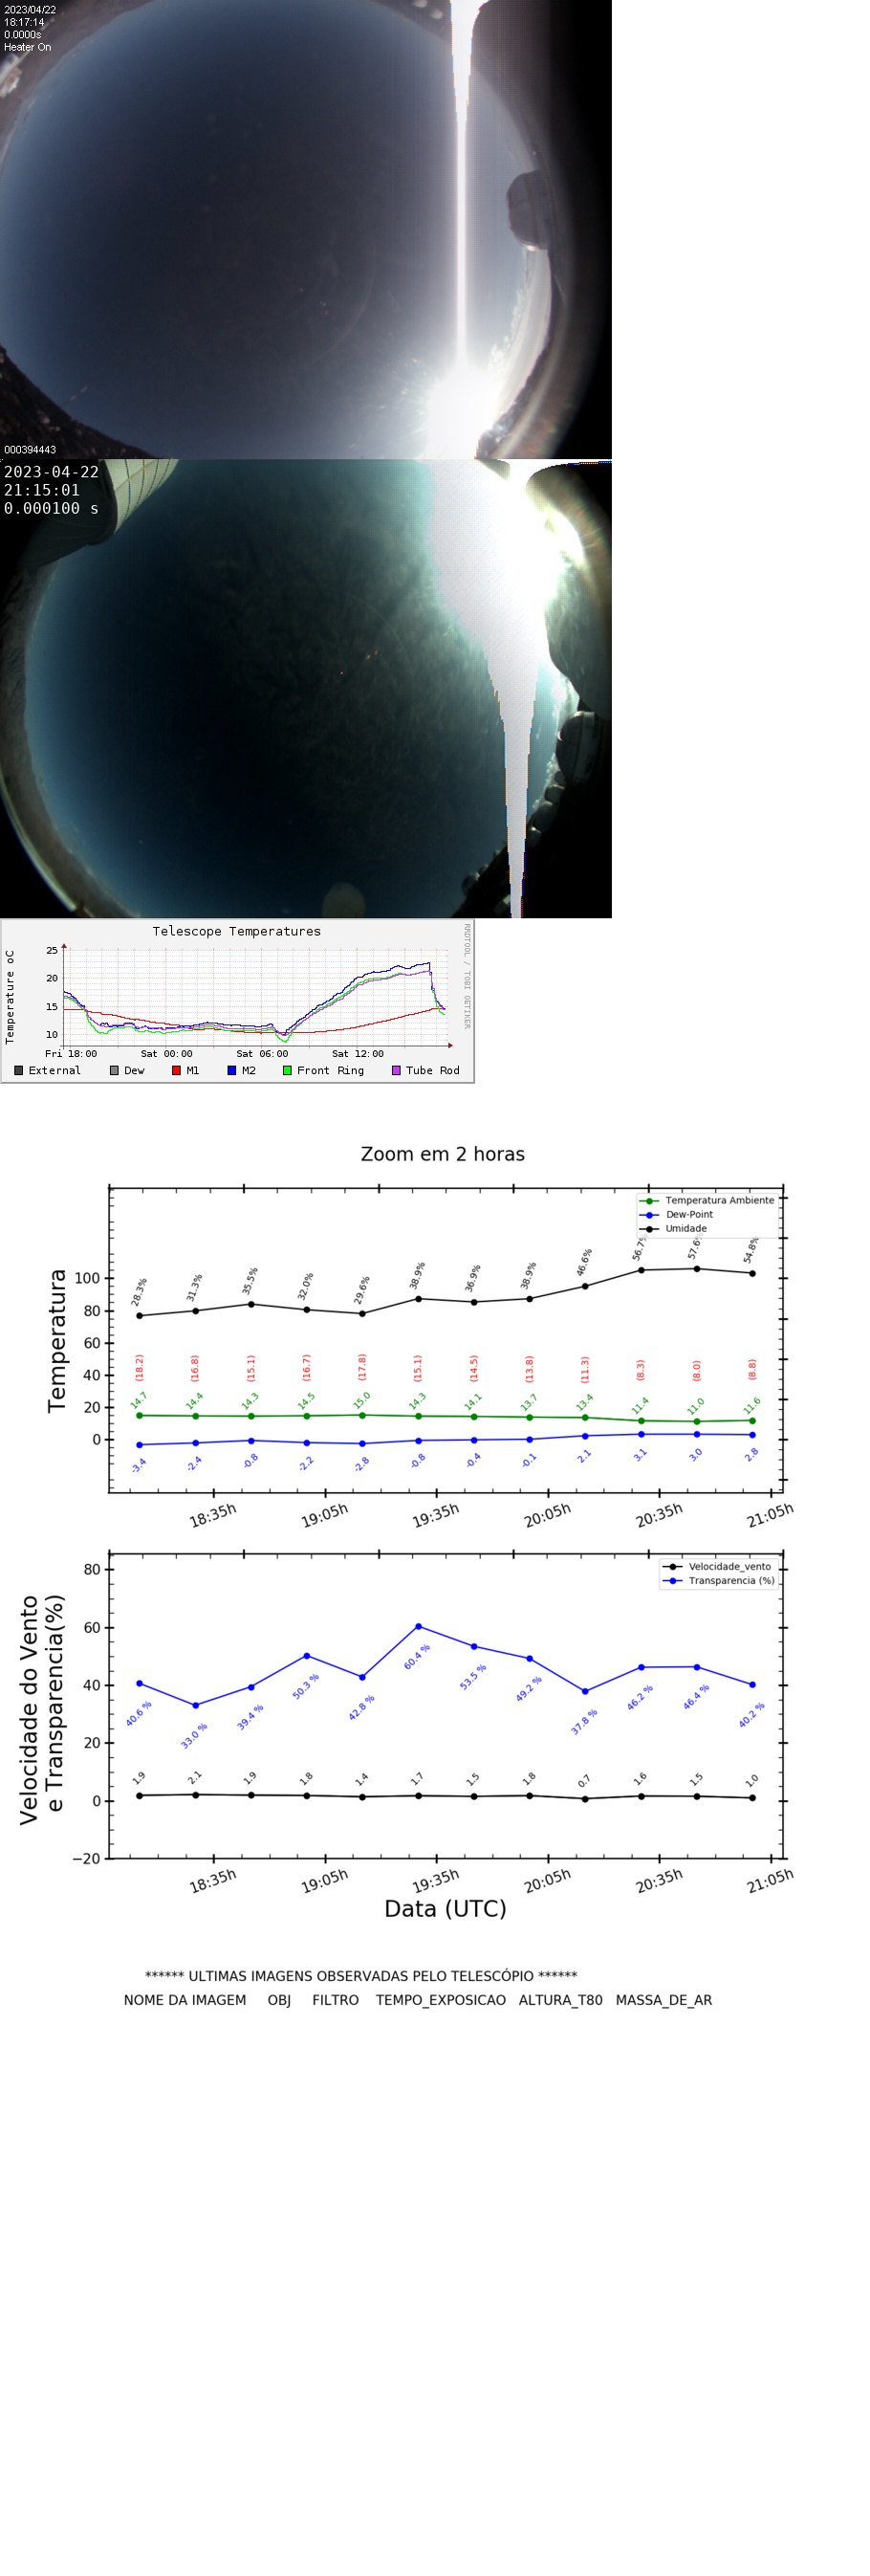 2023/04/22
18:17:14
0.0000s
Heater On
000394443
2023-04-22
21:15:01
0.000100 s
Telescope Temperatures
Temperature oC
25
20
15
10
Fri 18:00 Sat 00:00 Sat 06:00 Sat 12:00
External Dew M1 M2 Front Ring Tube Rod
RRDTOOL / TOBI OETIKER
Zoom em 2 horas
Temperatura
Temperatura Ambiente
Dew-Point
Umidade
28.3% 31.3% 35.5% 32.0% 29.6% 38.9% 36.9% 38.9% 46.6% 56.7% 57.6% 54.8%
100
80
60
40
20
0
(18.2) (16.8) (15.1) (16.7) (17.8) (15.1) (14.5) (13.8) (11.3) (8.3) (8.0) (8.8)
14.7 14.4 14.3 14.5 15.0 14.3 14.1 13.7 13.4 11.4 11.0 11.6
-3.4 -2.4 -0.8 -2.2 -2.8 -0.8 -0.4 -0.1 2.1 3.1 3.0 2.8
18:35h 19:05h 19:35h 20:05h 20:35h 21:05h
Velocidade do Vento
e Transparencia(%)
Velocidade_vento
Transparencia (%)
80
60
40
20
0
−20
40.6 % 33.0 % 39.4 % 50.3 % 42.8 % 60.4 % 53.5 % 49.2 % 37.8 % 46.2 % 46.4 % 40.2 %
1.9 2.1 1.9 1.8 1.4 1.7 1.5 1.8 0.7 1.6 1.5 1.0
18:35h 19:05h 19:35h 20:05h 20:35h 21:05h
Data (UTC)
****** ULTIMAS IMAGENS OBSERVADAS PELO TELESCÓPIO ******
NOME DA IMAGEM OBJ FILTRO TEMPO_EXPOSICAO ALTURA_T80 MASSA_DE_AR